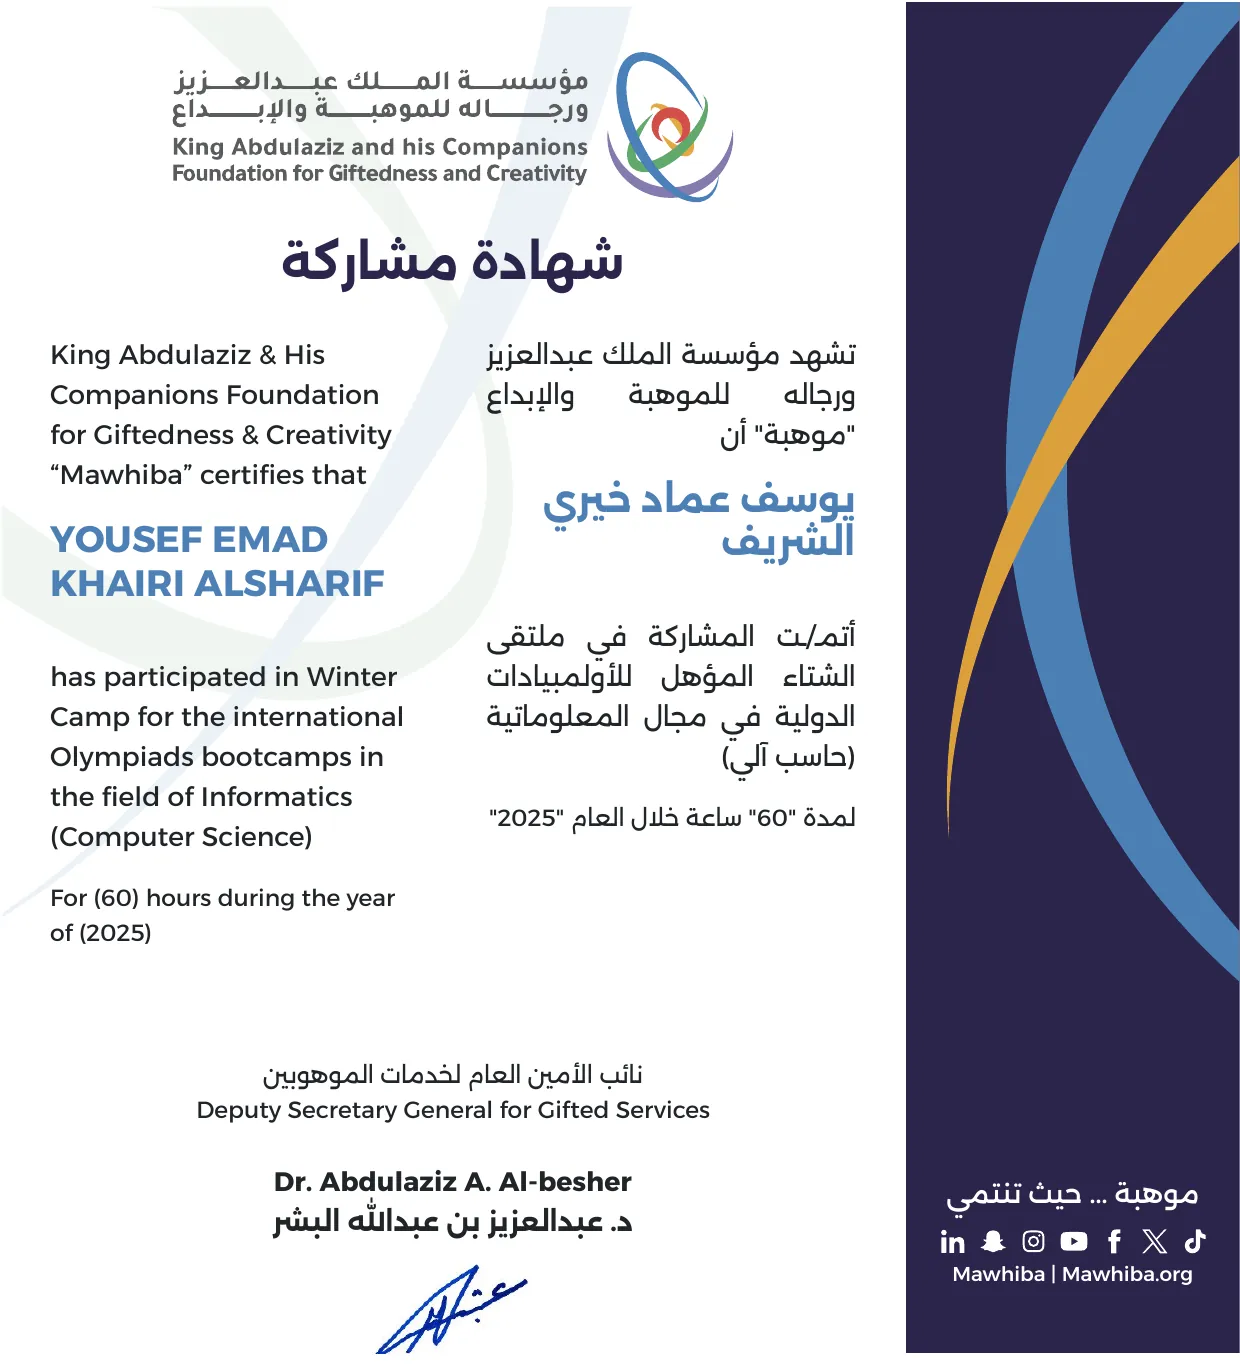 مؤسسة الملك عبدالعزيز
ورجاله للموهبة والإبداع
King Abdulaziz and his Companions
Foundation for Giftedness and Creativity
شهادة مشاركة
King Abdulaziz & His
Companions Foundation
for Giftedness & Creativity
“Mawhiba” certifies that
YOUSEF EMAD
KHAIRI ALSHARIF
has participated in Winter
Camp for the international
Olympiads bootcamps in
the field of Informatics
(Computer Science)
For (60) hours during the year
of (2025)
تشهد مؤسسة الملك عبدالعزيز
ورجاله للموهبة والإبداع
"موهبة" أن
يوسف عماد خيري
الشريف
أتمـ/ـت المشاركة في ملتقى
الشتاء المؤهل للأولمبيادات
الدولية في مجال المعلوماتية
(حاسب آلي)
لمدة "60" ساعة خلال العام "2025"
نائب الأمين العام لخدمات الموهوبين
Deputy Secretary General for Gifted Services
Dr. Abdulaziz A. Al-besher
د. عبدالعزيز بن عبدالله البشر
موهبة ... حيث تنتمي
Mawhiba | Mawhiba.org